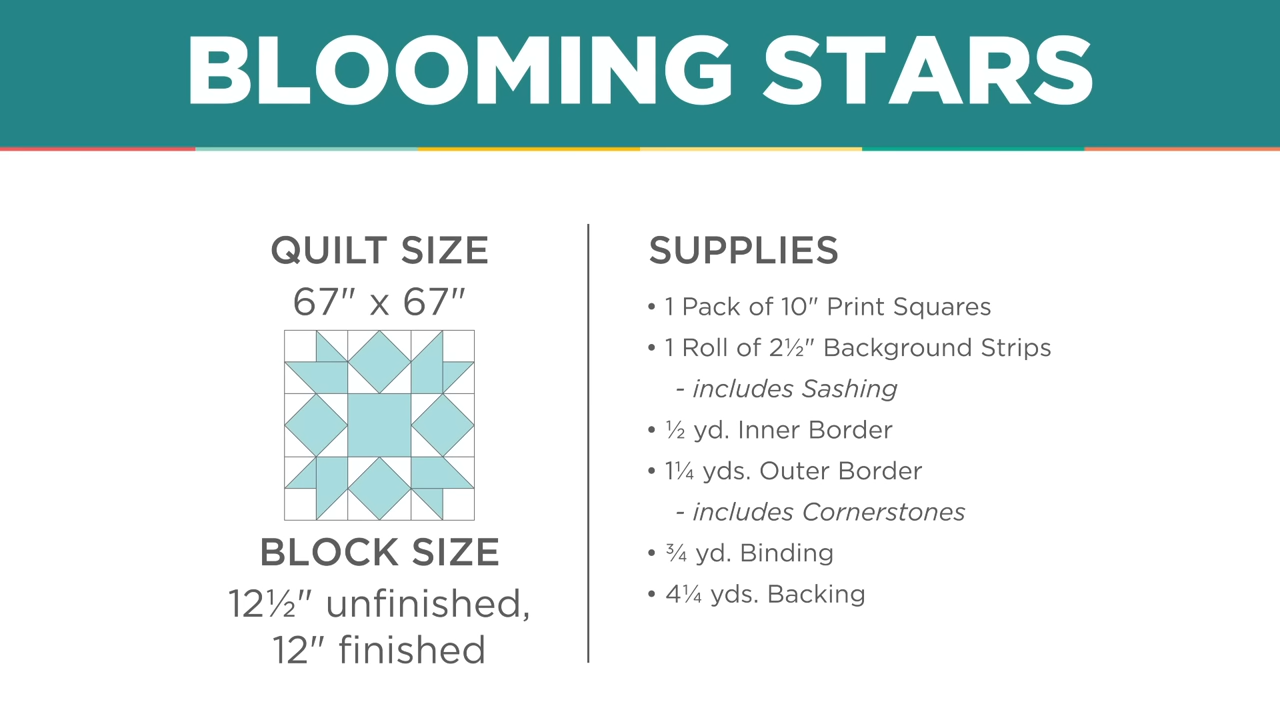 BLOOMING STARS
QUILT SIZE
67" x 67"
BLOCK SIZE
12½" unfinished,
12" finished
SUPPLIES
• 1 Pack of 10" Print Squares
• 1 Roll of 2½" Background Strips
- includes Sashing
• ½ yd. Inner Border
• 1¼ yds. Outer Border
- includes Cornerstones
• ¾ yd. Binding
• 4¼ yds. Backing